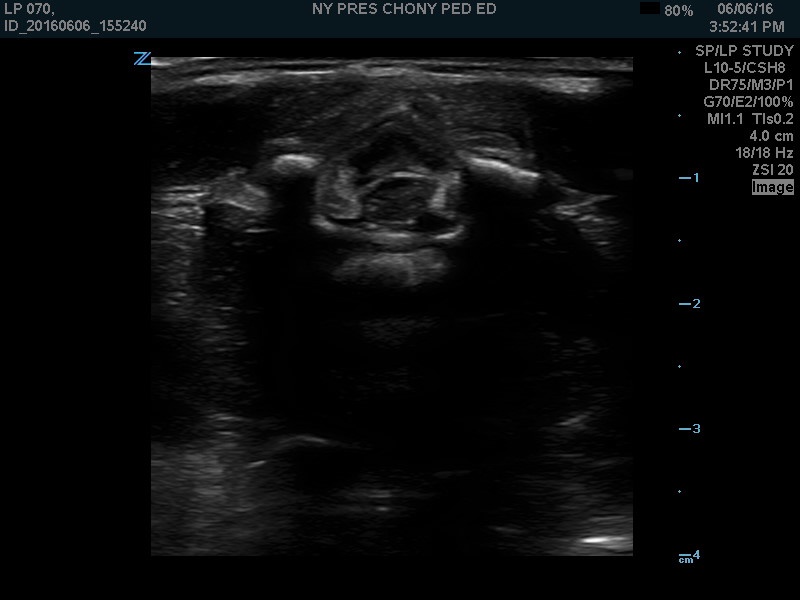 LP 070,
ID_20160606_155240
NY PRES CHONY PED ED
80%
06/06/16
3:52:41 PM
Z
SP/LP STUDY
L10-5/CSH8
DR75/M3/P1
G70/E2/100%
MI1.1 TIs0.2
4.0 cm
18/18 Hz
ZSI 20
Image
1
2
3
4
cm